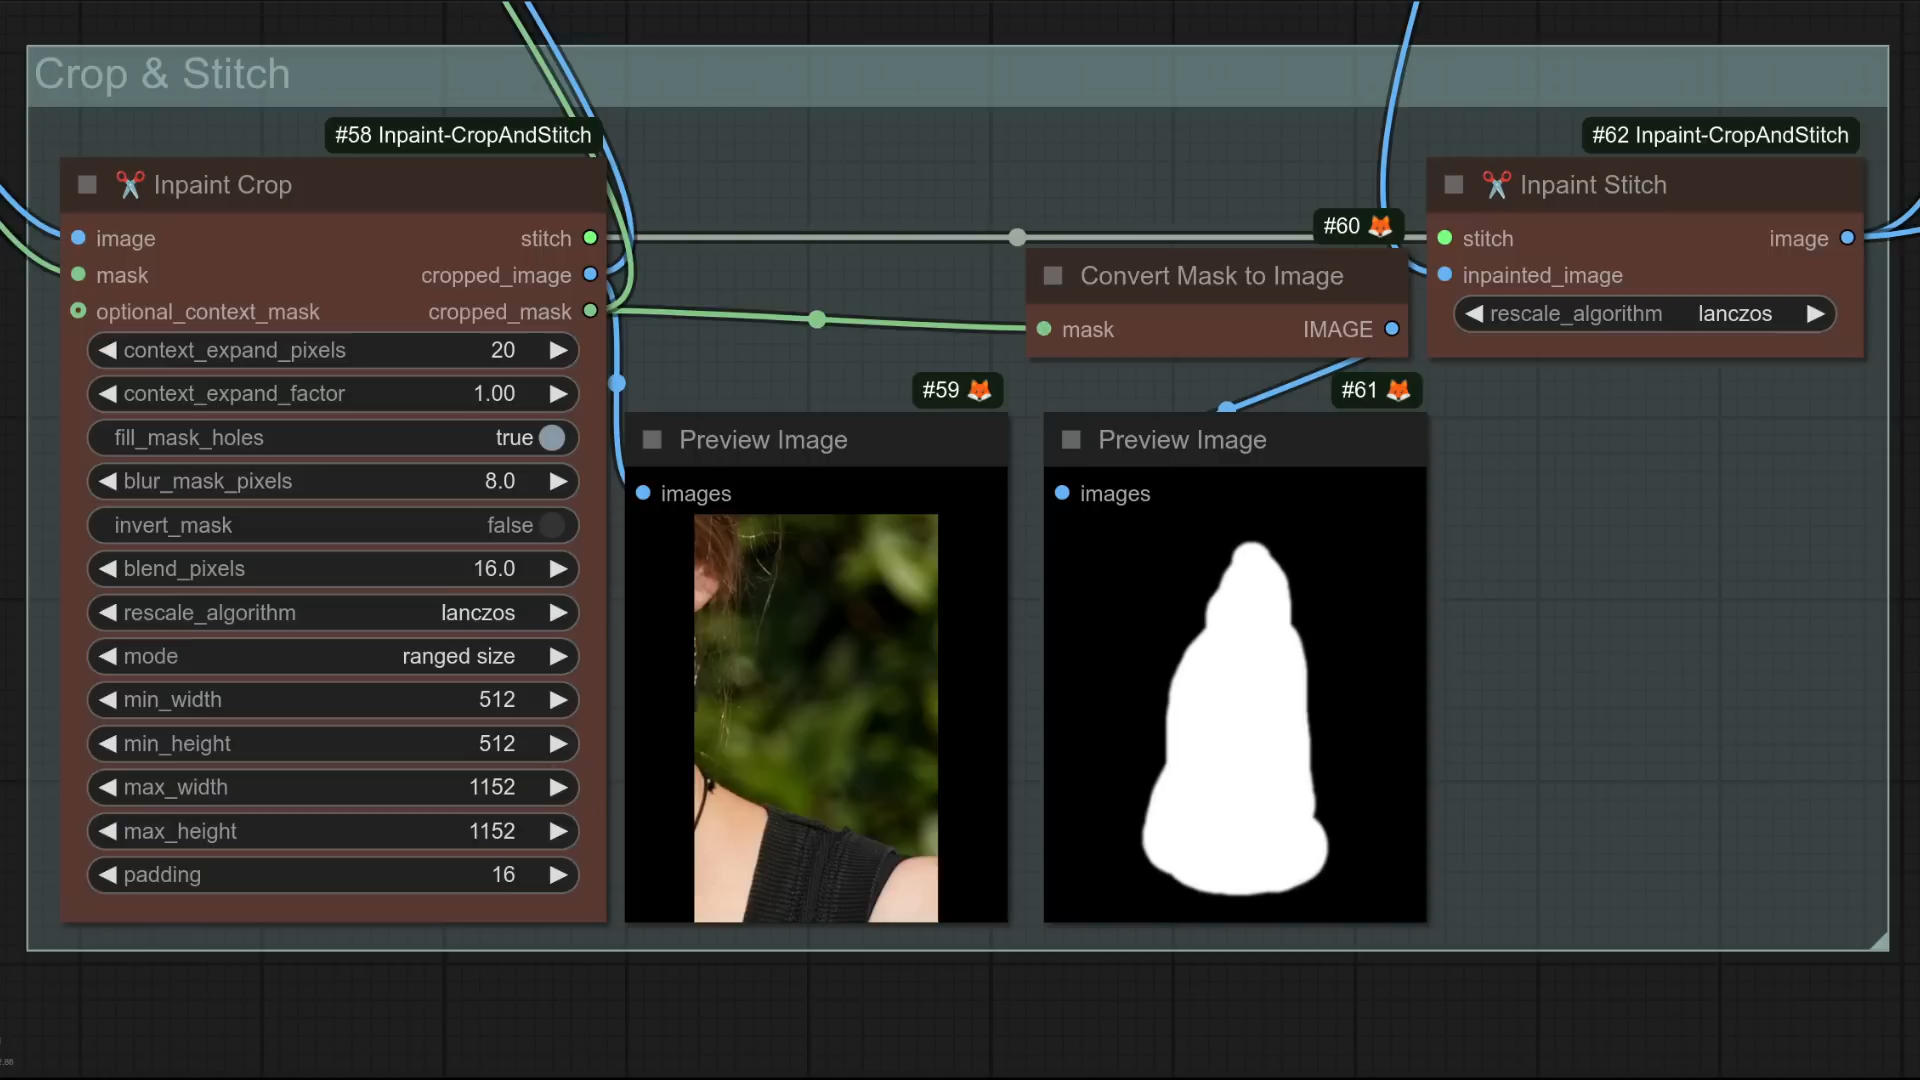 Crop & Stitch
#58 Inpaint-CropAndStitch
Inpaint Crop
image
stitch
mask
cropped_image
optional_context_mask
cropped_mask
context_expand_pixels 20
context_expand_factor 1.00
fill_mask_holes true
blur_mask_pixels 8.0
invert_mask false
blend_pixels 16.0
rescale_algorithm lanczos
mode ranged size
min_width 512
min_height 512
max_width 1152
max_height 1152
padding 16
#59
Preview Image
images
#60
Convert Mask to Image
mask
IMAGE
#61
Preview Image
images
#62 Inpaint-CropAndStitch
Inpaint Stitch
stitch
image
inpainted_image
rescale_algorithm lanczos